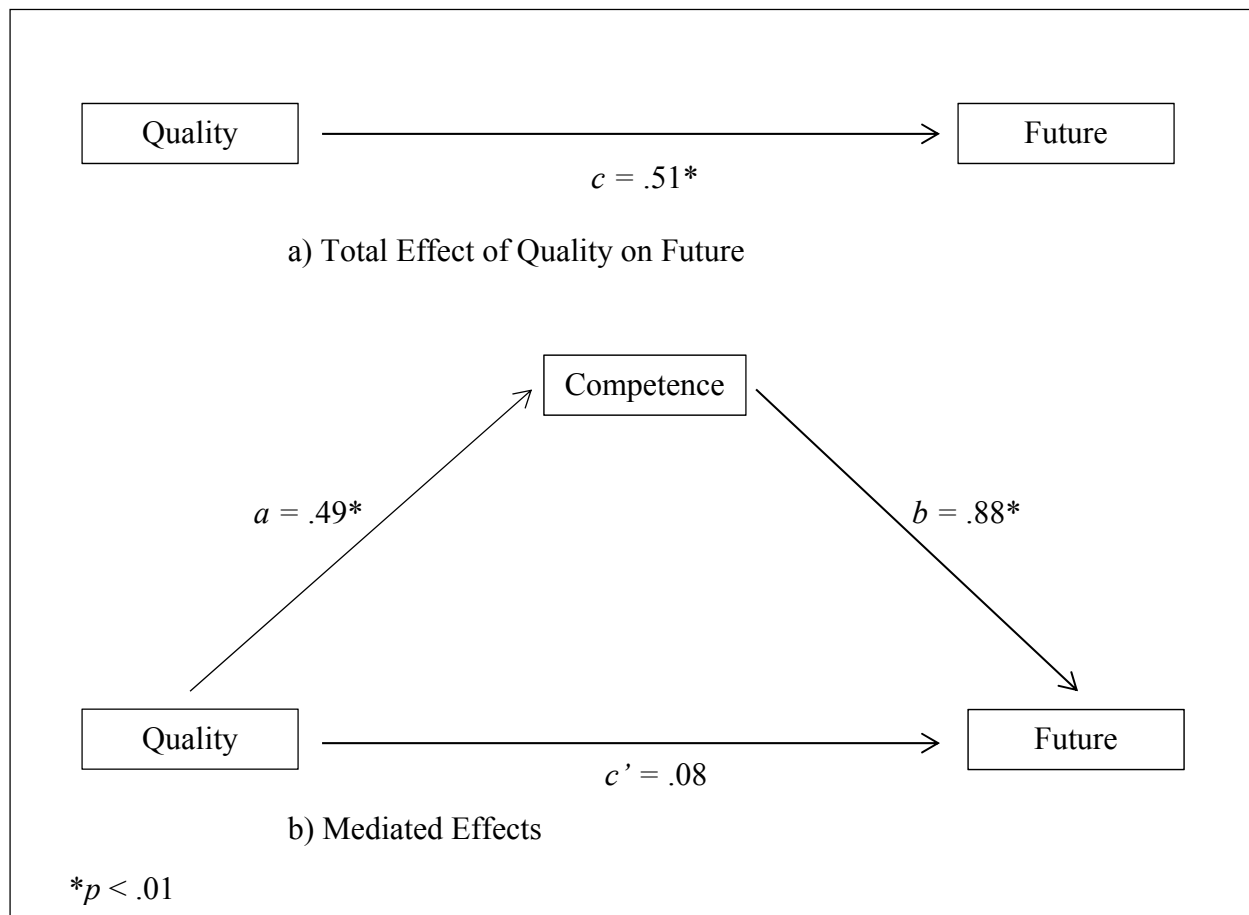 Quality
Future
c = .51*
a) Total Effect of Quality on Future
Competence
a = .49*
b = .88*
Quality
Future
c’ = .08
b) Mediated Effects
*p < .01